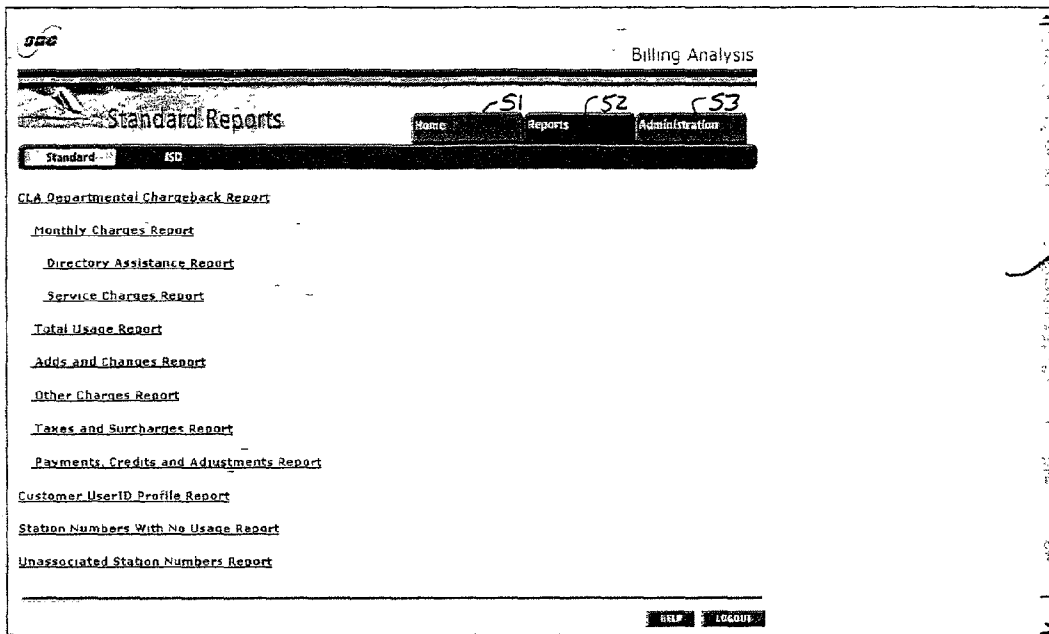 SBC
Billing Analysis
Standard Reports
51 52 53
Home Reports Administration
Standard ISD
CLA Departmental Chargeback Report
Monthly Charges Report
Directory Assistance Report
Service Charges Report
Total Usage Report
Adds and Changes Report
Other Charges Report
Taxes and Surcharges Report
Payments, Credits and Adjustments Report
Customer UserID Profile Report
Station Numbers With No Usage Report
Unassociated Station Numbers Report
HELP LOGOUT